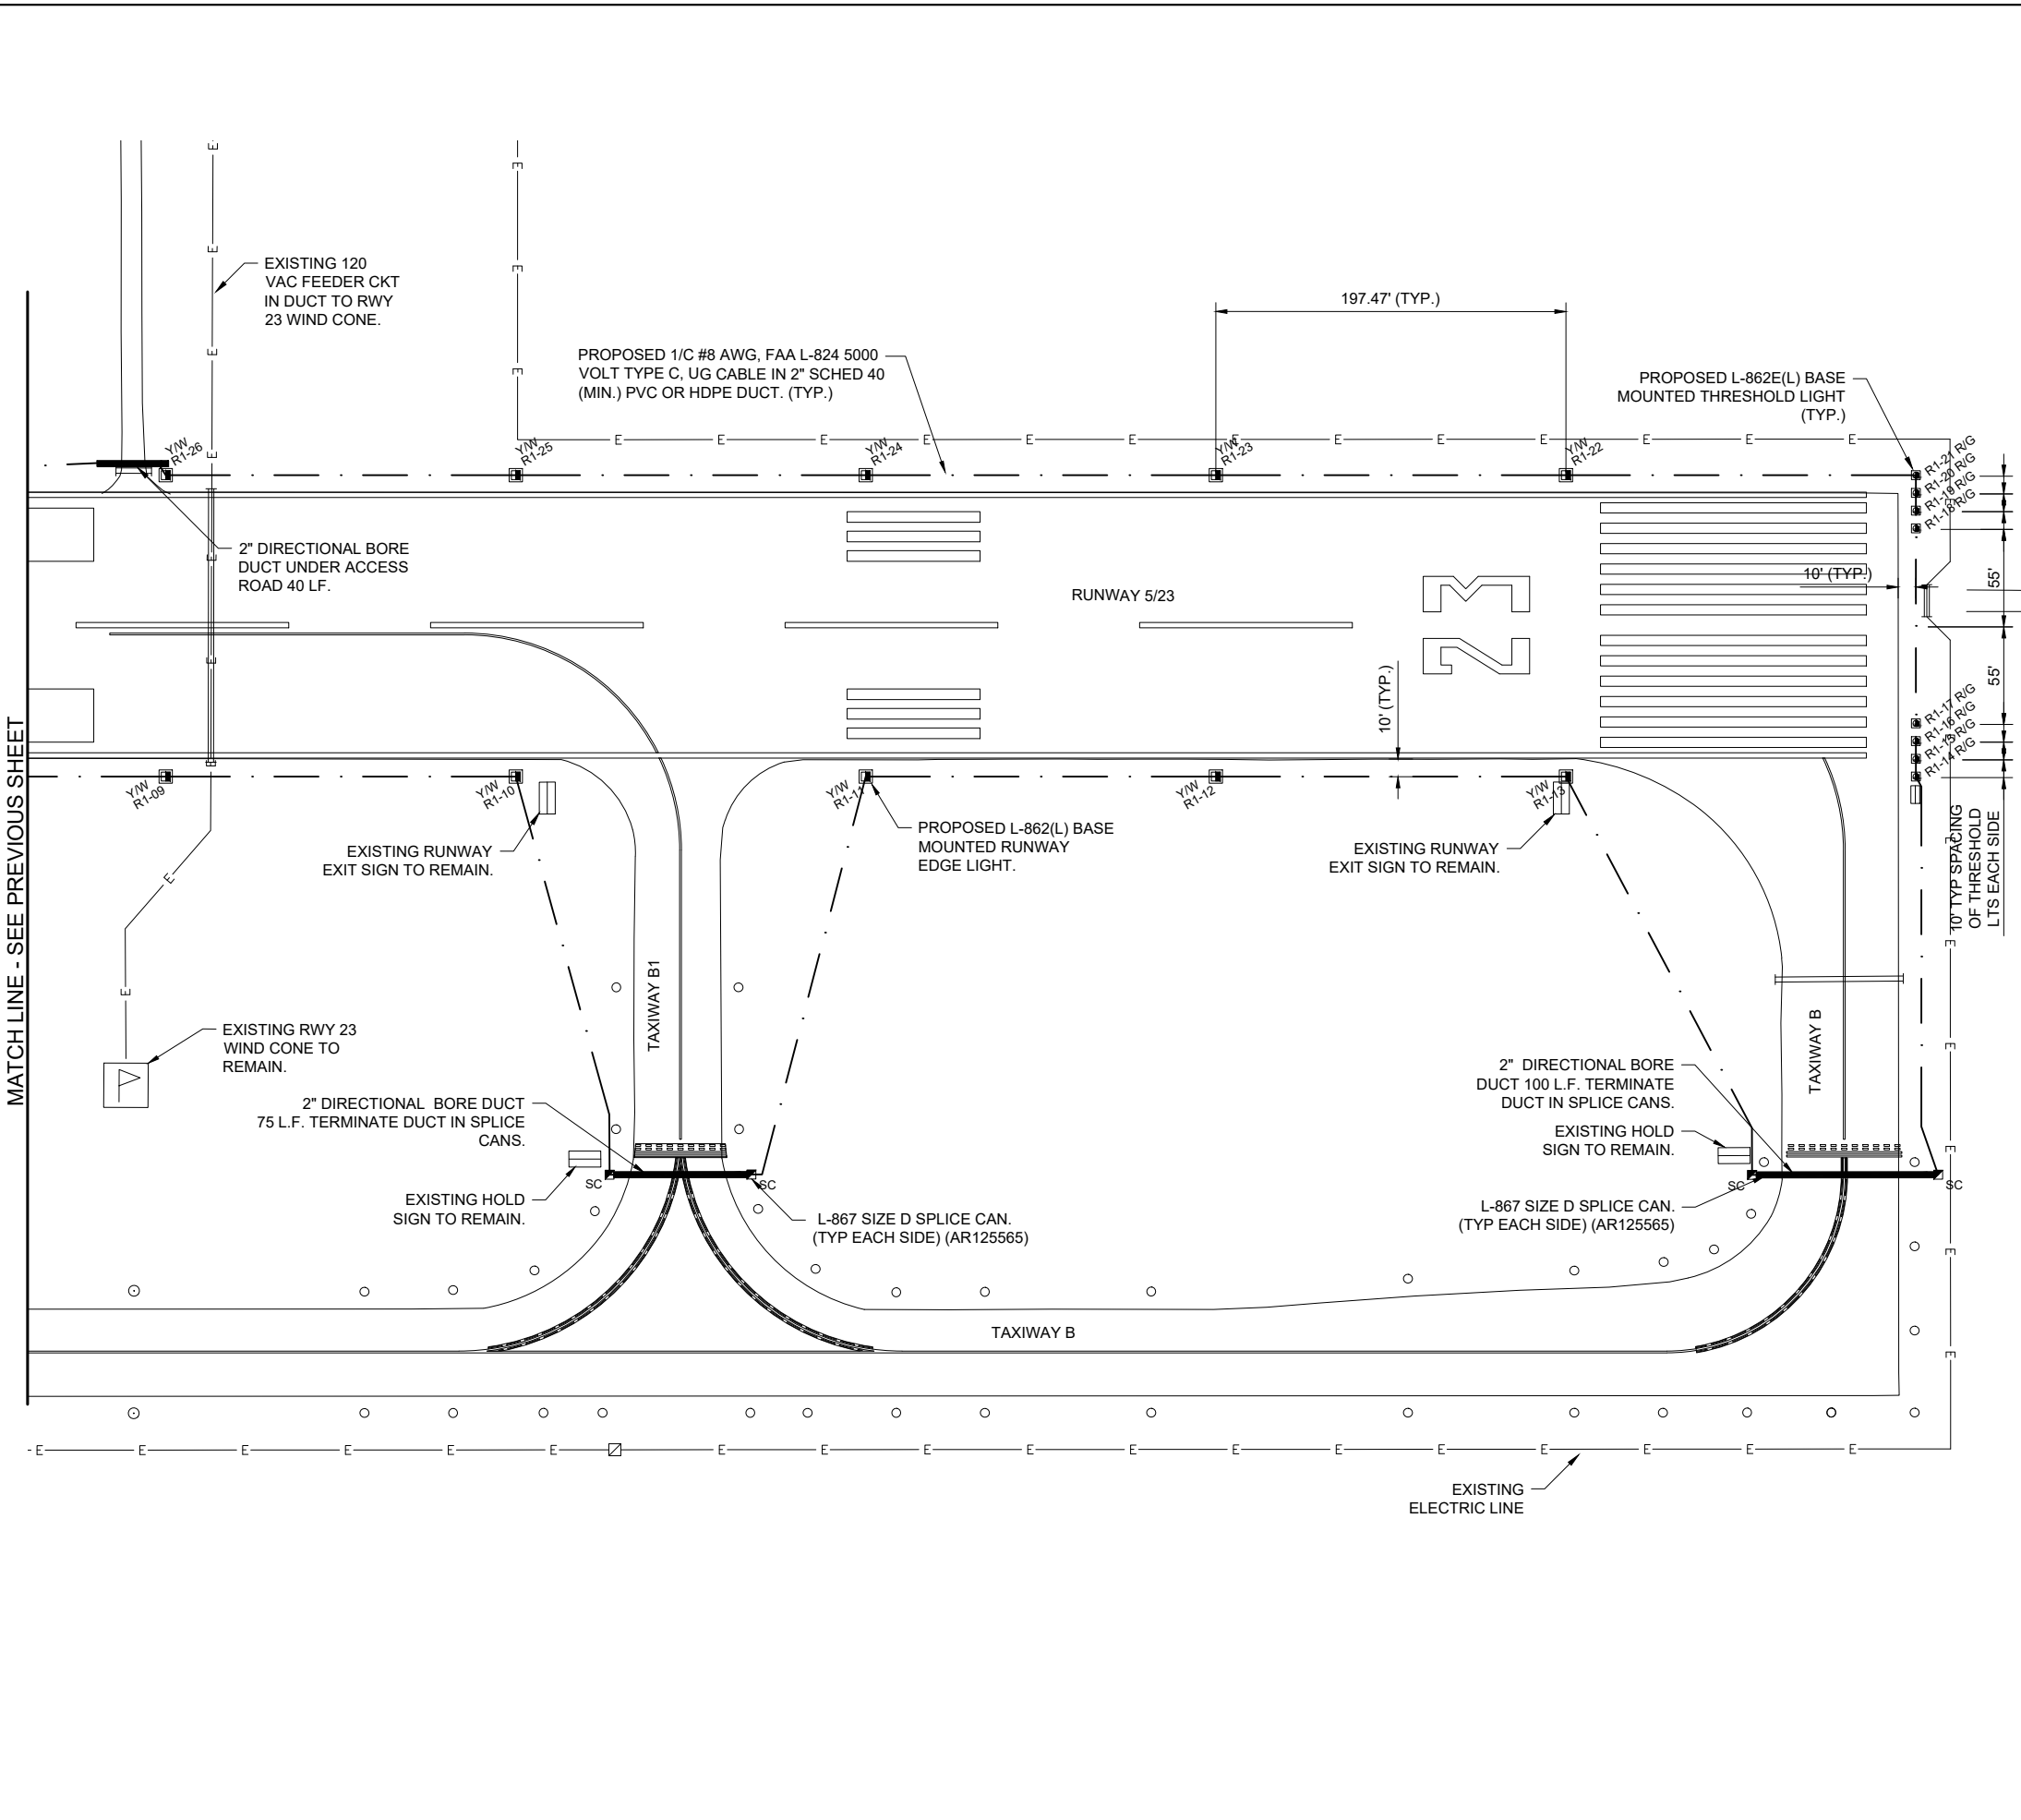 EXISTING 120
VAC FEEDER CKT
IN DUCT TO RWY
23 WIND CONE.
PROPOSED 1/C #8 AWG, FAA L-824 5000
VOLT TYPE C, UG CABLE IN 2" SCHED 40
(MIN.) PVC OR HDPE DUCT. (TYP.)
197.47' (TYP.)
PROPOSED L-862E(L) BASE
MOUNTED THRESHOLD LIGHT
(TYP.)
Y/W
R1-26
Y/W
R1-25
Y/W
R1-24
Y/W
R1-23
Y/W
R1-22
R1-21 R/G
R1-20 R/G
R1-19 R/G
R1-18 R/G
2" DIRECTIONAL BORE
DUCT UNDER ACCESS
ROAD 40 LF.
RUNWAY 5/23
23
10' (TYP.)
55'
55'
10' (TYP.)
R1-17 R/G
R1-16 R/G
R1-15 R/G
R1-14 R/G
Y/W
R1-09
Y/W
R1-10
Y/W
R1-11
Y/W
R1-12
Y/W
R1-13
MATCH LINE - SEE PREVIOUS SHEET
EXISTING RUNWAY
EXIT SIGN TO REMAIN.
PROPOSED L-862(L) BASE
MOUNTED RUNWAY
EDGE LIGHT.
EXISTING RUNWAY
EXIT SIGN TO REMAIN.
10' TYP SPACING
OF THRESHOLD
LTS EACH SIDE
TAXIWAY B1
TAXIWAY B
EXISTING RWY 23
WIND CONE TO
REMAIN.
2" DIRECTIONAL BORE DUCT
75 L.F. TERMINATE DUCT IN SPLICE
CANS.
2" DIRECTIONAL BORE
DUCT 100 L.F. TERMINATE
DUCT IN SPLICE CANS.
EXISTING HOLD
SIGN TO REMAIN.
SC
SC
SC
SC
EXISTING HOLD
SIGN TO REMAIN.
L-867 SIZE D SPLICE CAN.
(TYP EACH SIDE) (AR125565)
L-867 SIZE D SPLICE CAN.
(TYP EACH SIDE) (AR125565)
TAXIWAY B
E E E E E E E E E E E E E E E E E
EXISTING
ELECTRIC LINE